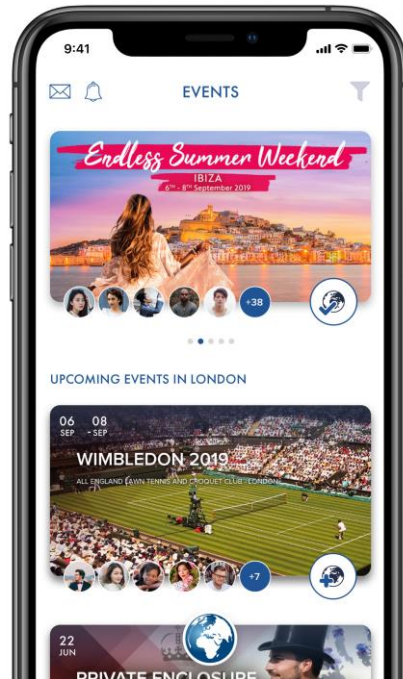 9:41
EVENTS
Endless Summer Weekend
IBIZA
6TH - 8TH September 2019
+38
UPCOMING EVENTS IN LONDON
06 08
SEP - SEP
WIMBLEDON 2019
ALL ENGLAND LAWN TENNIS AND CROQUET CLUB - LONDON
+7
22
JUN
PRIVATE ENCLOSURE